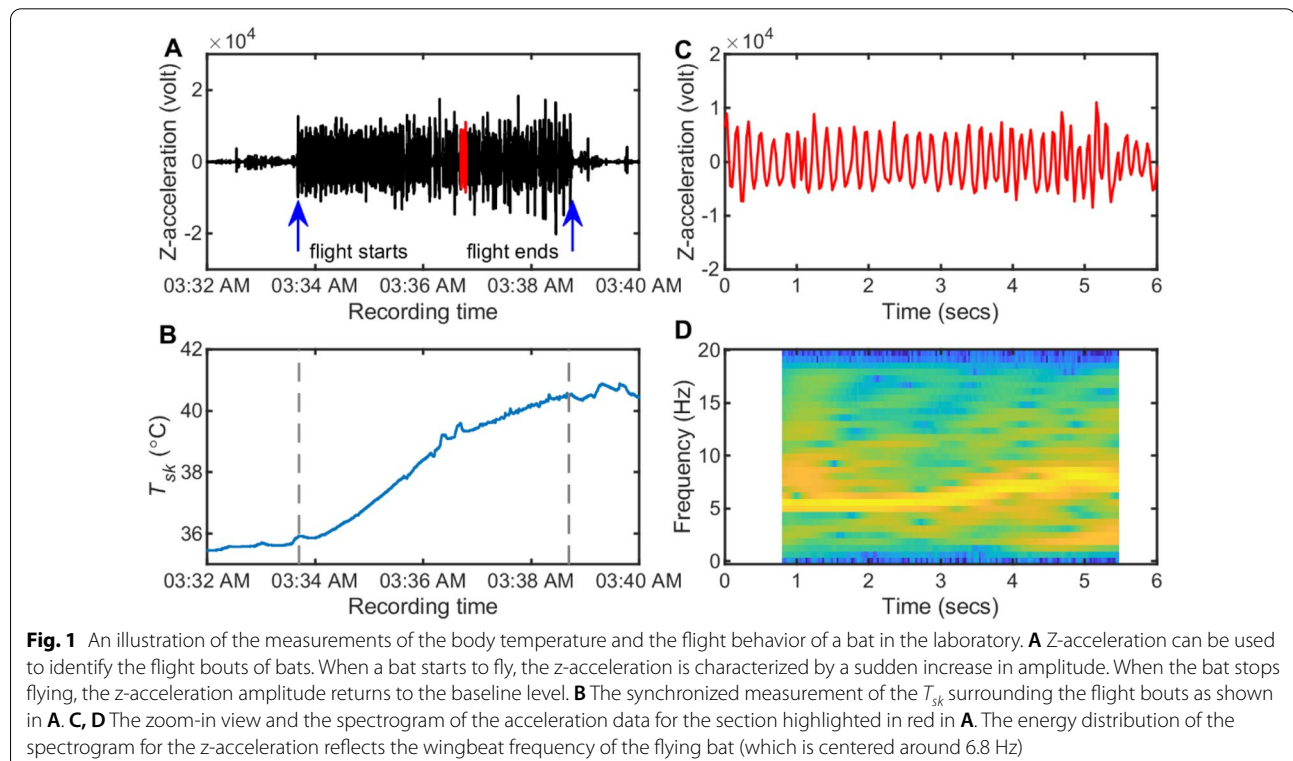 A
× 10⁴
Z-acceleration (volt)
2
0
-2
flight starts
flight ends
03:32 AM 03:34 AM 03:36 AM 03:38 AM 03:40 AM
Recording time
C
× 10⁴
Z-acceleration (volt)
2
1
0
-1
-2
0 1 2 3 4 5 6
Time (secs)
B
T_sk (°C)
42
40
38
36
03:32 AM 03:34 AM 03:36 AM 03:38 AM 03:40 AM
Recording time
D
Frequency (Hz)
20
15
10
5
0
0 1 2 3 4 5 6
Time (secs)
Fig. 1 An illustration of the measurements of the body temperature and the flight behavior of a bat in the laboratory. A Z-acceleration can be used
to identify the flight bouts of bats. When a bat starts to fly, the z-acceleration is characterized by a sudden increase in amplitude. When the bat stops
flying, the z-acceleration amplitude returns to the baseline level. B The synchronized measurement of the T_sk surrounding the flight bouts as shown
in A. C, D The zoom-in view and the spectrogram of the acceleration data for the section highlighted in red in A. The energy distribution of the
spectrogram for the z-acceleration reflects the wingbeat frequency of the flying bat (which is centered around 6.8 Hz)